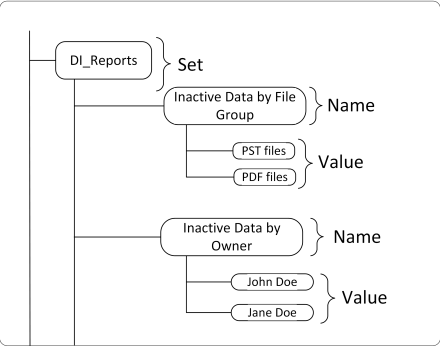 DI_Reports
Set
Inactive Data by File
Group
Name
PST files
PDF files
Value
Inactive Data by
Owner
Name
John Doe
Jane Doe
Value